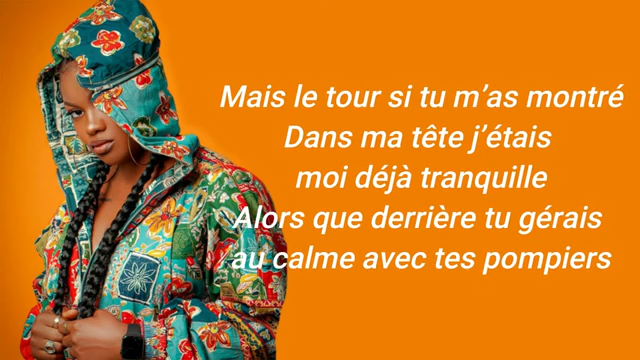 Mais le tour si tu m’as montré
Dans ma tête j’étais
moi déjà tranquille
Alors que derrière tu gérais
au calme avec tes pompiers